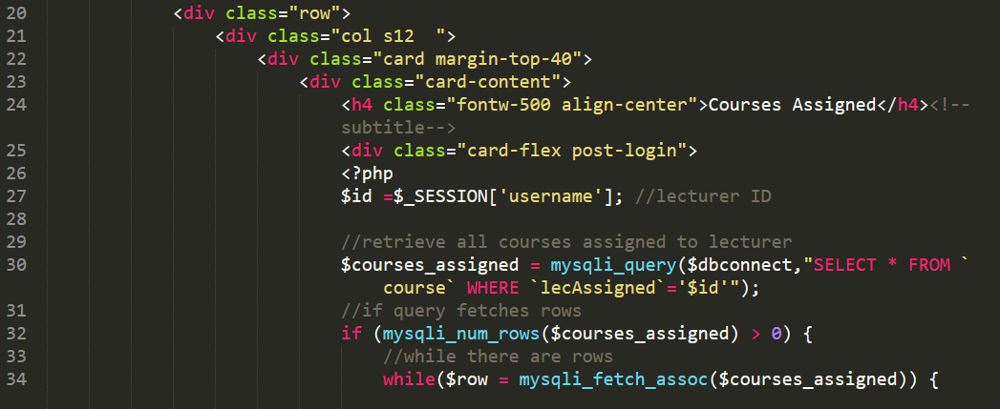 20 <div class="row">
21 <div class="col s12  ">
22 <div class="card margin-top-40">
23 <div class="card-content">
24 <h4 class="fontw-500 align-center">Courses Assigned</h4><!--
subtitle-->
25 <div class="card-flex post-login">
26 <?php
27 $id =$_SESSION['username']; //lecturer ID
28
29 //retrieve all courses assigned to lecturer
30 $courses_assigned = mysqli_query($dbconnect,"SELECT * FROM `
course` WHERE `lecAssigned`='$id'");
31 //if query fetches rows
32 if (mysqli_num_rows($courses_assigned) > 0) {
33 //while there are rows
34 while($row = mysqli_fetch_assoc($courses_assigned)) {